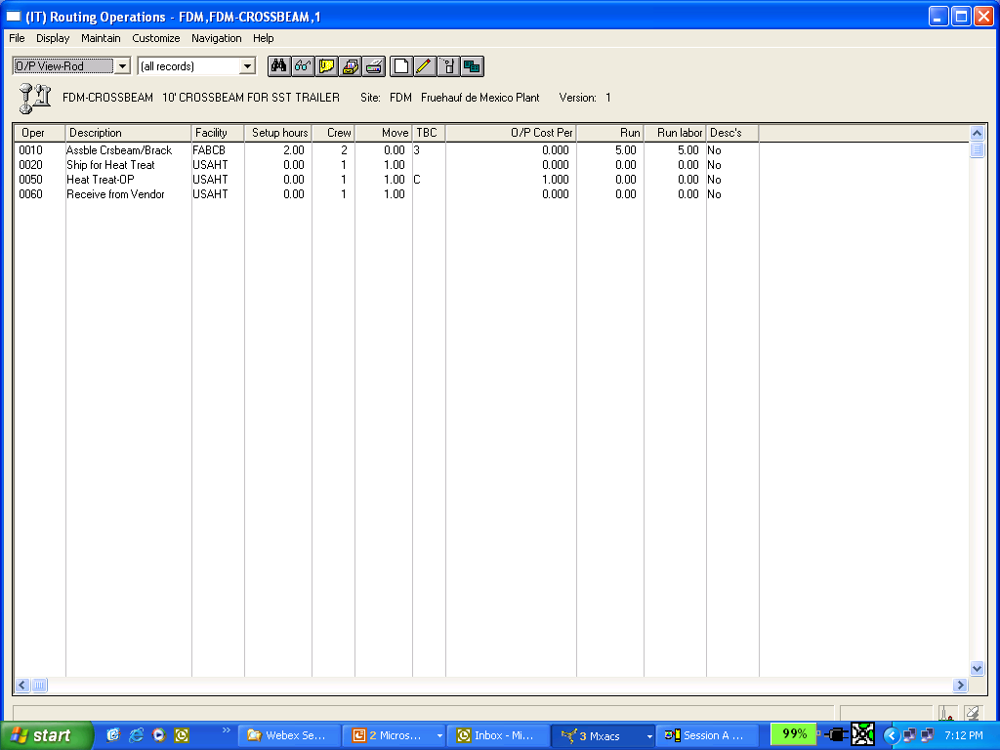 (IT) Routing Operations - FDM,FDM-CROSSBEAM,1
File Display Maintain Customize Navigation Help
O/P View-Rod (all records)
FDM-CROSSBEAM 10' CROSSBEAM FOR SST TRAILER Site: FDM Fruehauf de Mexico Plant Version: 1
Oper Description Facility Setup hours Crew Move TBC O/P Cost Per Run Run labor Desc's
0010 Assble Crsbeam/Brack FABCB 2.00 2 0.00 3 0.000 5.00 5.00 No
0020 Ship for Heat Treat USAHT 0.00 1 1.00 0.000 0.00 0.00 No
0050 Heat Treat-OP USAHT 0.00 1 1.00 C 1.000 0.00 0.00 No
0060 Receive from Vendor USAHT 0.00 1 1.00 0.000 0.00 0.00 No
start Webex Se... 2 Micros... Inbox - Mi... 3 Mxacs Session A ... 99% 7:12 PM